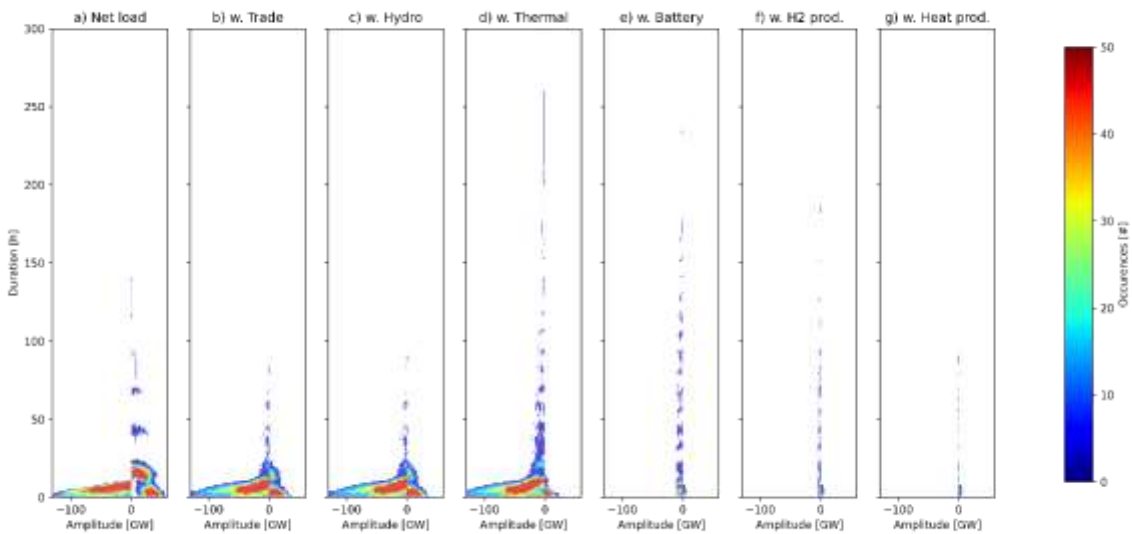 a) Net load
b) w. Trade
c) w. Hydro
d) w. Thermal
e) w. Battery
f) w. H2 prod.
g) w. Heat prod.
300
250
200
150
100
50
0
Duration [h]
−100 0
−100 0
−100 0
−100 0
−100 0
−100 0
−100 0
Amplitude [GW]
Amplitude [GW]
Amplitude [GW]
Amplitude [GW]
Amplitude [GW]
Amplitude [GW]
Amplitude [GW]
50
40
30
20
10
0
Occurences [#]